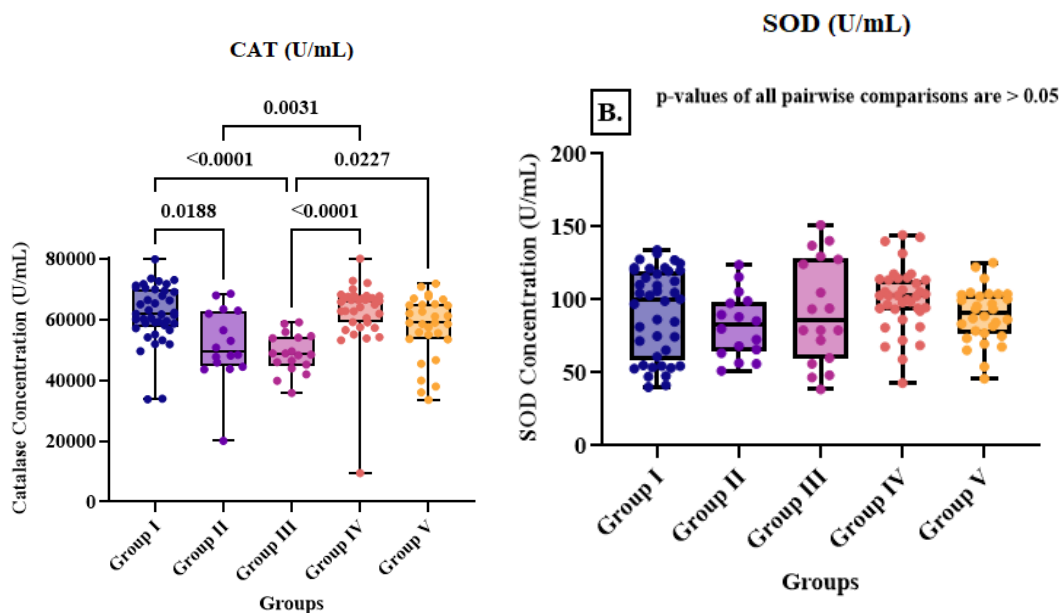 CAT (U/mL)
0.0031
<0.0001
0.0227
0.0188
<0.0001
Catalase Concentration (U/mL)
80000
60000
40000
20000
0
Group I
Group II
Group III
Group IV
Group V
Groups
SOD (U/mL)
B.
p-values of all pairwise comparisons are > 0.05
SOD Concentration (U/mL)
200
150
100
50
0
Group I
Group II
Group III
Group IV
Group V
Groups